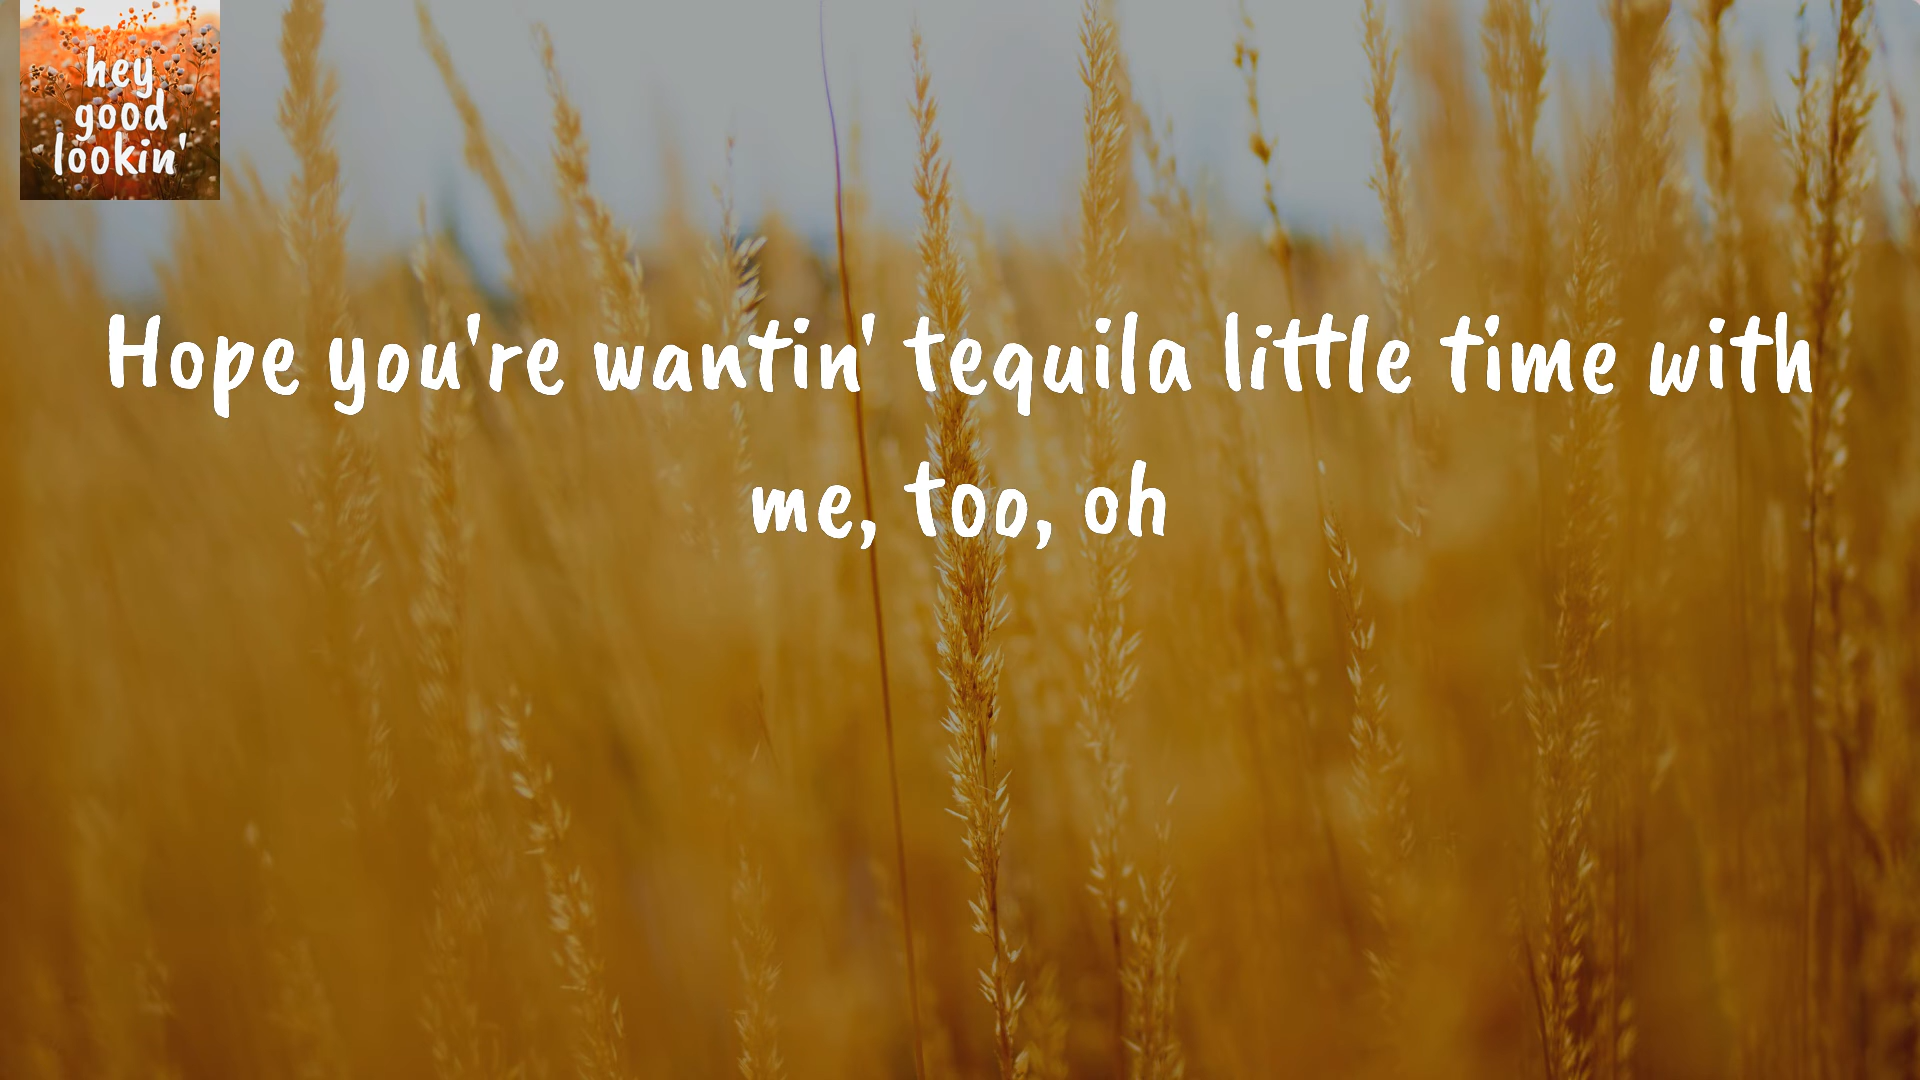 hey
good
lookin'
Hope you're wantin' tequila little time with
me, too, oh